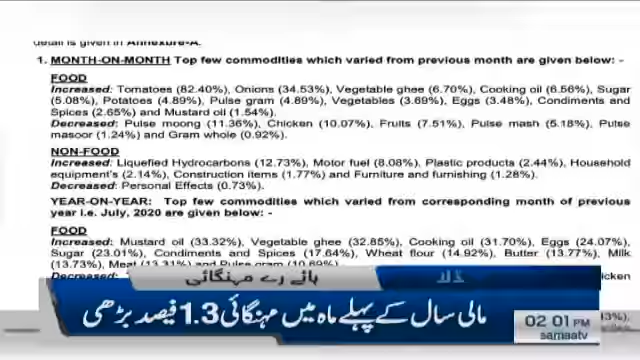 detail is given in Annexure-A.
1. MONTH-ON-MONTH Top few commodities which varied from previous month are given below: -
FOOD
Increased: Tomatoes (82.40%), Onions (34.53%), Vegetable ghee (6.70%), Cooking oil (6.56%), Sugar
(5.08%), Potatoes (4.89%), Pulse gram (4.89%), Vegetables (3.69%), Eggs (3.48%), Condiments and
Spices (2.65%) and Mustard oil (1.54%).
Decreased: Pulse moong (11.36%), Chicken (10.07%), Fruits (7.51%), Pulse mash (5.18%), Pulse
masoor (1.24%) and Gram whole (0.92%).
NON-FOOD
Increased: Liquefied Hydrocarbons (12.73%), Motor fuel (8.08%), Plastic products (2.44%), Household
equipment's (2.14%), Construction items (1.77%) and Furniture and furnishing (1.28%).
Decreased: Personal Effects (0.73%).
YEAR-ON-YEAR: Top few commodities which varied from corresponding month of previous
year i.e. July, 2020 are given below: -
FOOD
Increased: Mustard oil (33.32%), Vegetable ghee (32.85%), Cooking oil (31.70%), Eggs (24.07%),
Sugar (23.01%), Condiments and Spices (17.64%), Wheat flour (14.92%), Butter (13.77%), Milk
(13.73%), Meat (13.31%) and Pulse gram (10.69%).
ہائے رے مہنگائی
مالی سال کے پہلے ماہ میں مہنگائی 1.3 فیصد بڑھی
02:01 PM
samaatv